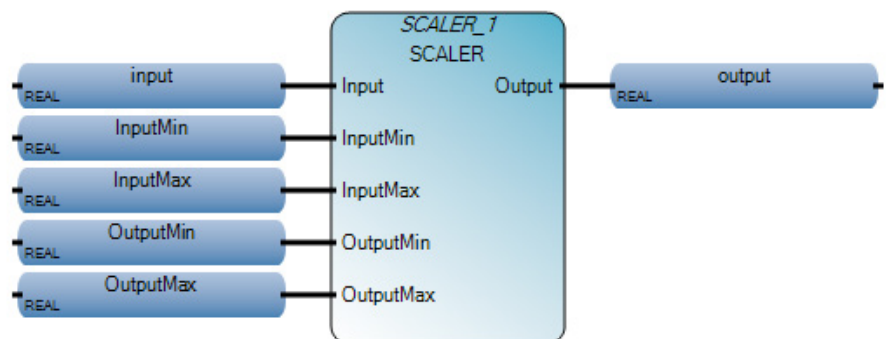 SCALER_1
SCALER
input
REAL
Input
Output
output
REAL
InputMin
REAL
InputMin
InputMax
REAL
InputMax
OutputMin
REAL
OutputMin
OutputMax
REAL
OutputMax